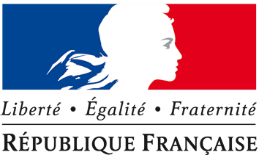 Liberté • Égalité • Fraternité
RÉPUBLIQUE FRANÇAISE